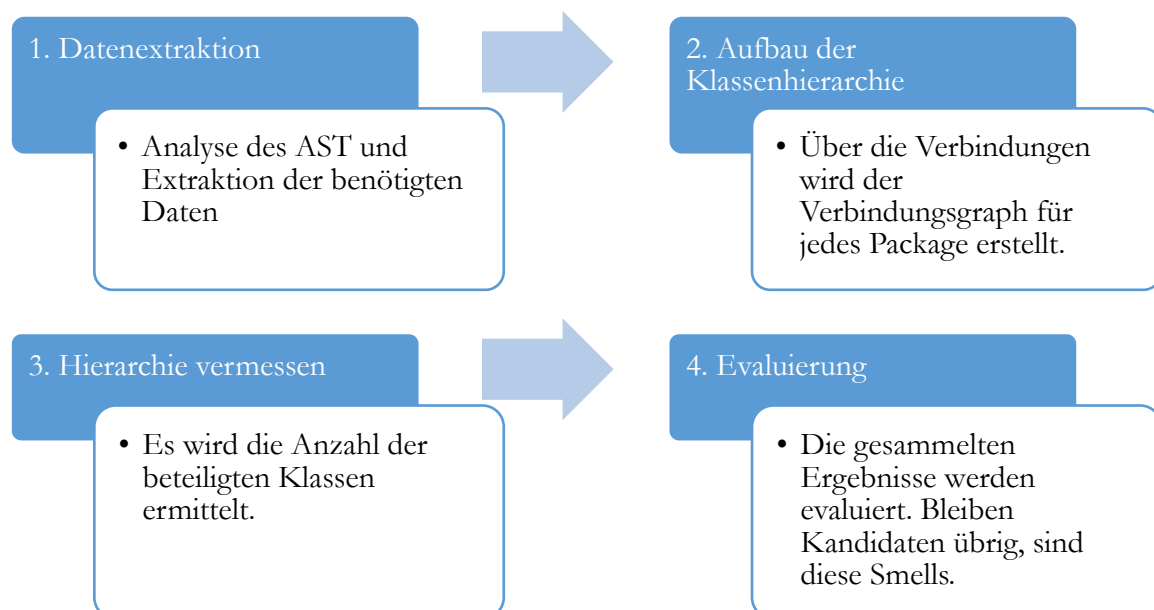 1. Datenextraktion
• Analyse des AST und
Extraktion der benötigten
Daten
2. Aufbau der
Klassenhierarchie
• Über die Verbindungen
wird der
Verbindungsgraph für
jedes Package erstellt.
3. Hierarchie vermessen
• Es wird die Anzahl der
beteiligten Klassen
ermittelt.
4. Evaluierung
• Die gesammelten
Ergebnisse werden
evaluiert. Bleiben
Kandidaten übrig, sind
diese Smells.